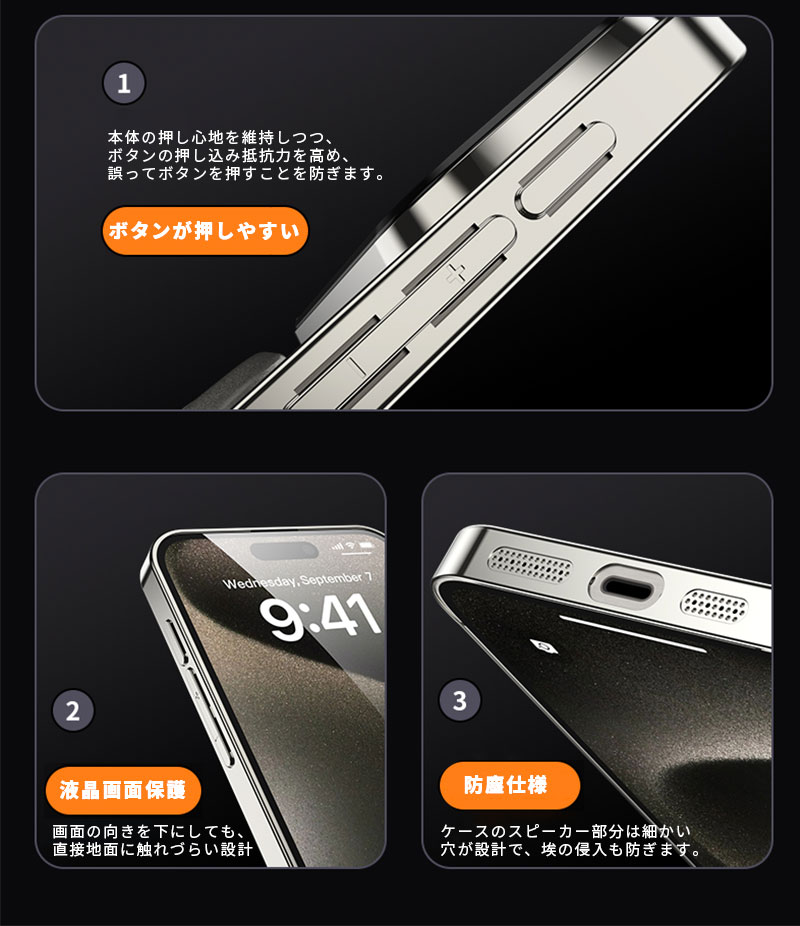 1
本体の押し心地を維持しつつ、
ボタンの押し込み抵抗力を高め、
誤ってボタンを押すことを防ぎます。
ボタンが押しやすい
Wednesday, September 7
9:41
2
液晶画面保護
画面の向きを下にしても、
直接地面に触れづらい設計
3
防塵仕様
ケースのスピーカー部分は細かい
穴が設計で、埃の侵入も防ぎます。